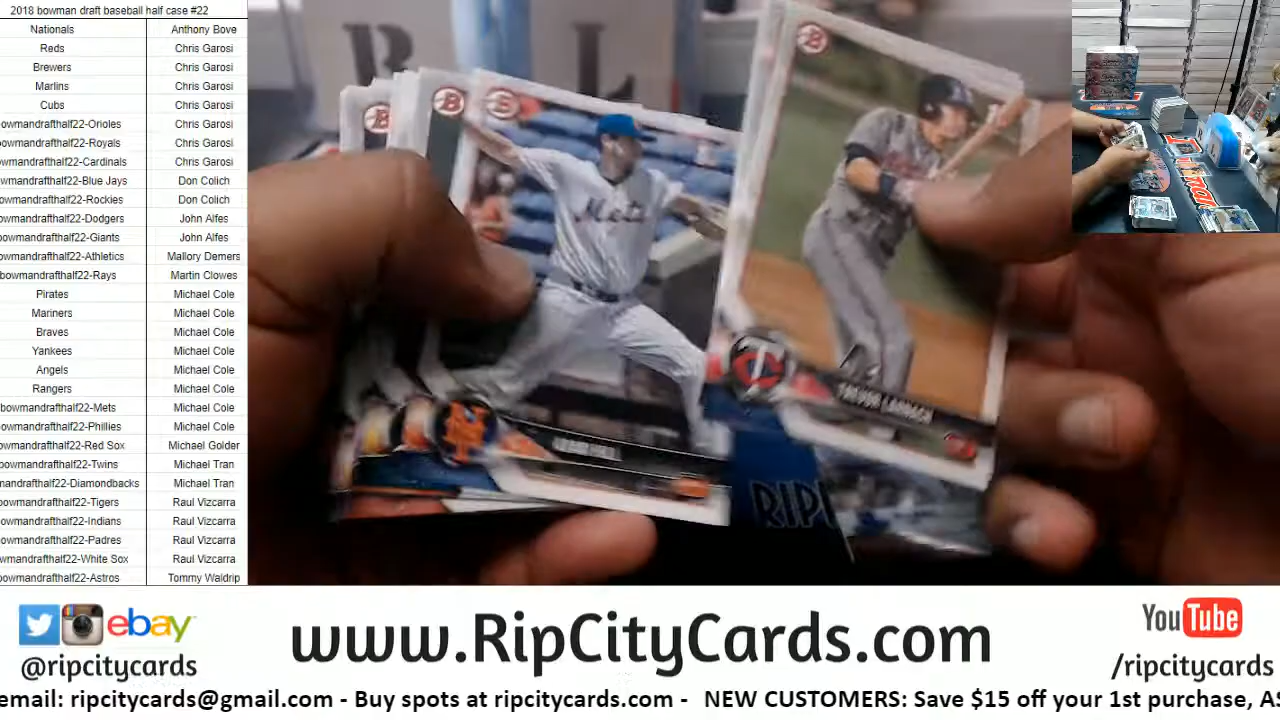 2018 bowman draft baseball half case #22
Nationals Anthony Bove
Reds Chris Garosi
Brewers Chris Garosi
Marlins Chris Garosi
Cubs Chris Garosi
owmandrafthalf22-Orioles Chris Garosi
owmandrafthalf22-Royals Chris Garosi
owmandrafthalf22-Cardinals Chris Garosi
wmandrafthalf22-Blue Jays Don Colich
owmandrafthalf22-Rockies Don Colich
owmandrafthalf22-Dodgers John Alfes
owmandrafthalf22-Giants John Alfes
owmandrafthalf22-Athletics Mallory Demers
bowmandrafthalf22-Rays Martin Clowes
Pirates Michael Cole
Mariners Michael Cole
Braves Michael Cole
Yankees Michael Cole
Angels Michael Cole
Rangers Michael Cole
bowmandrafthalf22-Mets Michael Cole
owmandrafthalf22-Phillies Michael Cole
owmandrafthalf22-Red Sox Michael Golder
bowmandrafthalf22-Twins Michael Tran
mandrafthalf22-Diamondbacks Michael Tran
owmandrafthalf22-Tigers Raul Vizcarra
owmandrafthalf22-Indians Raul Vizcarra
owmandrafthalf22-Padres Raul Vizcarra
wmandrafthalf22-White Sox Raul Vizcarra
owmandrafthalf22-Astros Tommy Waldrip
R L
B B B B
Mets
RIP
ebay
@ripcitycards
www.RipCityCards.com
YouTube
/ripcitycards
email: ripcitycards@gmail.com - Buy spots at ripcitycards.com - NEW CUSTOMERS: Save $15 off your 1st purchase, AS